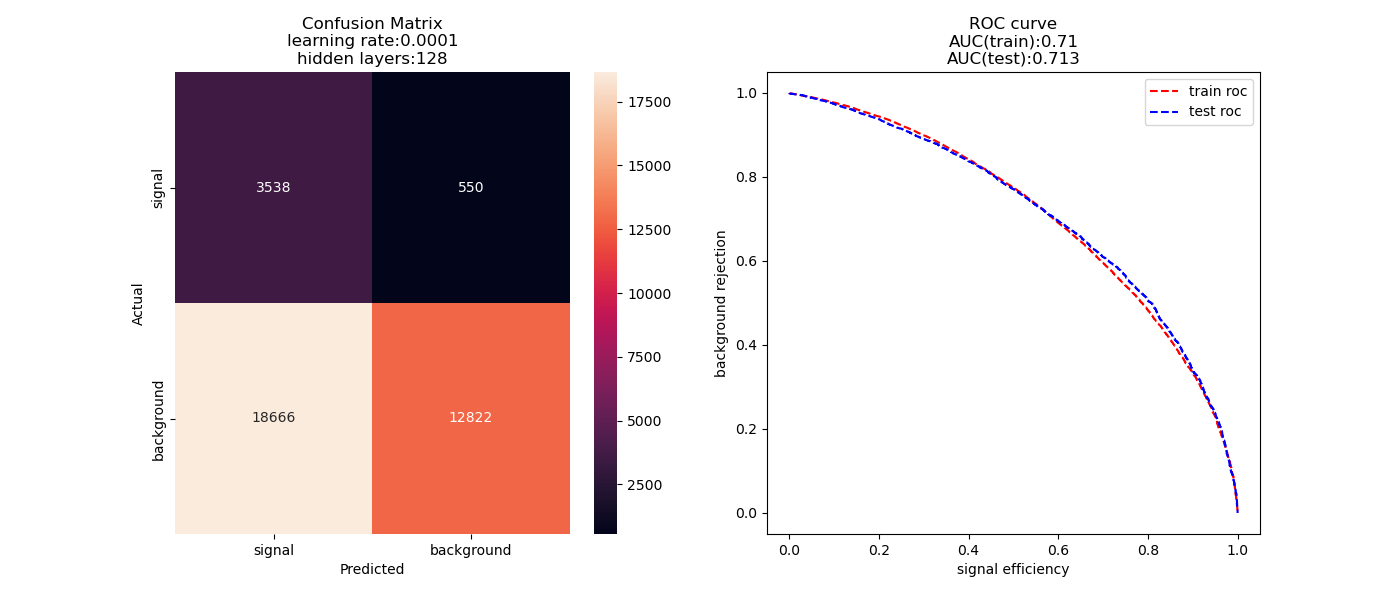 Confusion Matrix
learning rate:0.0001
hidden layers:128
signal
background
Actual
3538
550
18666
12822
signal
background
Predicted
17500
15000
12500
10000
7500
5000
2500
ROC curve
AUC(train):0.71
AUC(test):0.713
train roc
test roc
1.0
0.8
0.6
0.4
0.2
0.0
background rejection
0.0
0.2
0.4
0.6
0.8
1.0
signal efficiency